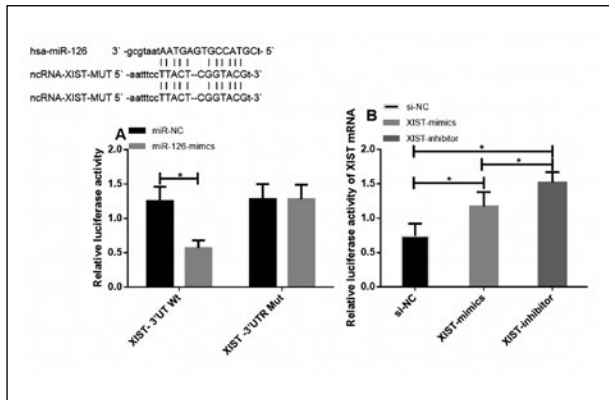 hsa-miR-126 3` -gcgtaatAATGAGTGCCATGCt- 5`
ncRNA-XIST-MUT 5` -aatttccTTACT--CGGTACGt-3`
ncRNA-XIST-MUT 5` -aatttccTTACT--CGGTACGt-3`
A
miR-NC
miR-126-mimcs
Relative luciferase activity
2.0
1.5
1.0
0.5
0.0
*
XIST- 3'UT Wt
XIST -3'UTR Mut
B
si-NC
XIST-mimics
XIST-inhibitor
Relative luciferase activity of XIST mRNA
2.0
1.5
1.0
0.5
0.0
*
*
*
si-NC
XIST-mimics
XIST-inhibitor